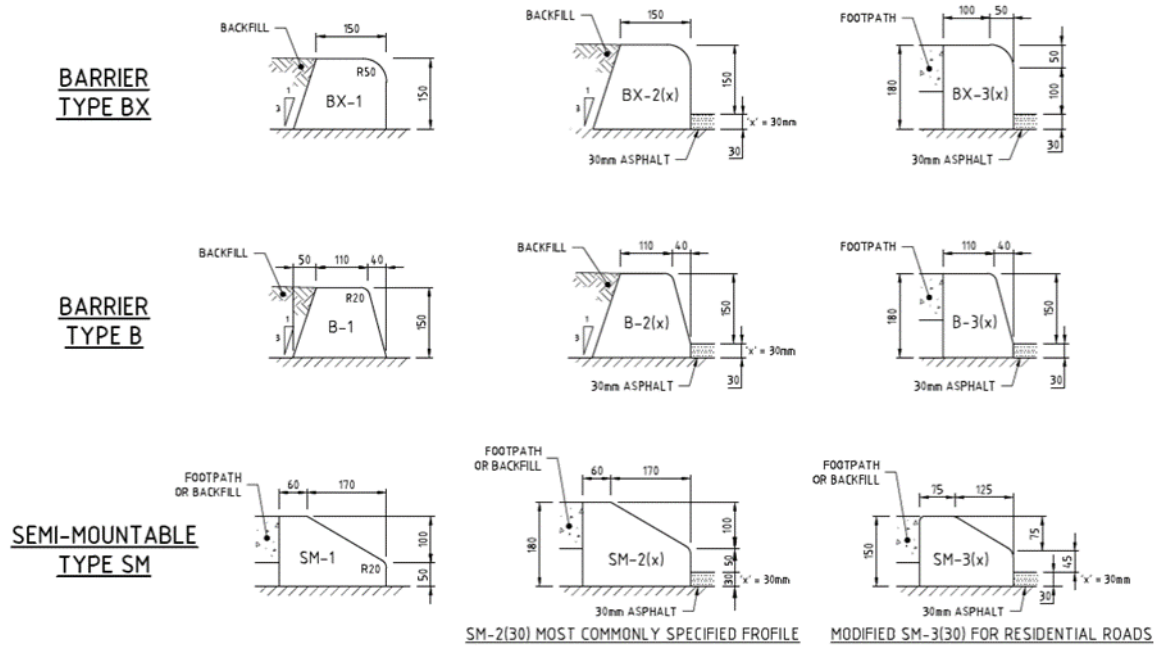 BARRIER
TYPE BX
BACKFILL
150
R50
BX-1
1
3
150
BACKFILL
150
BX-2(x)
1
3
150
'x' = 30mm
30
30mm ASPHALT
FOOTPATH
100
50
180
BX-3(x)
50
100
30
30mm ASPHALT
BARRIER
TYPE B
BACKFILL
50
110
40
R20
B-1
1
3
150
BACKFILL
110
40
B-2(x)
1
3
150
'x' = 30mm
30
30mm ASPHALT
FOOTPATH
110
40
180
B-3(x)
150
30
30mm ASPHALT
SEMI-MOUNTABLE
TYPE SM
FOOTPATH
OR BACKFILL
60
170
SM-1
R20
100
50
FOOTPATH
OR BACKFILL
60
170
180
SM-2(x)
100
50
30
'x' = 30mm
30mm ASPHALT
SM-2(30) MOST COMMONLY SPECIFIED FROFILE
FOOTPATH
OR BACKFILL
75
125
150
SM-3(x)
75
45
'x' = 30mm
30
30mm ASPHALT
MODIFIED SM-3(30) FOR RESIDENTIAL ROADS